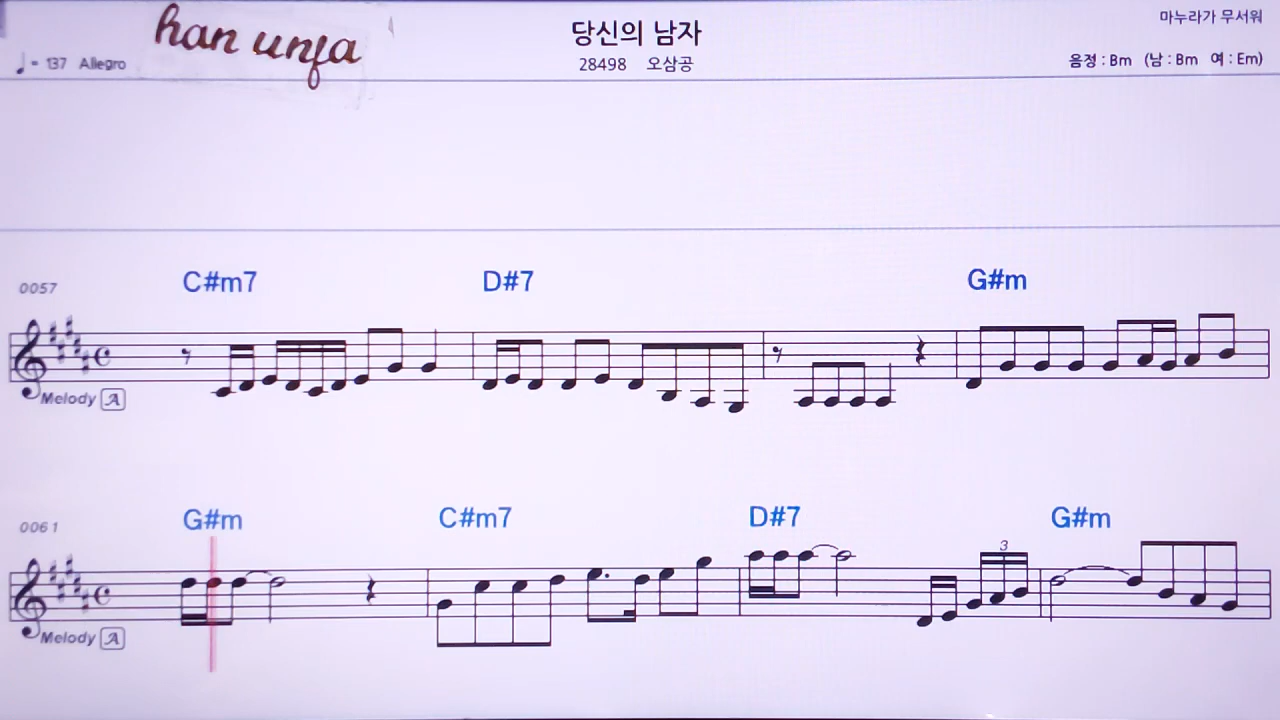 han unja
당신의 남자
마누라가 무서워
♩= 137 Allegro
28498 오삼공
음정 : Bm (남 : Bm 여 : Em)
0057
C#m7 D#7 G#m
Melody A
0061
G#m C#m7 D#7 G#m
3
Melody A